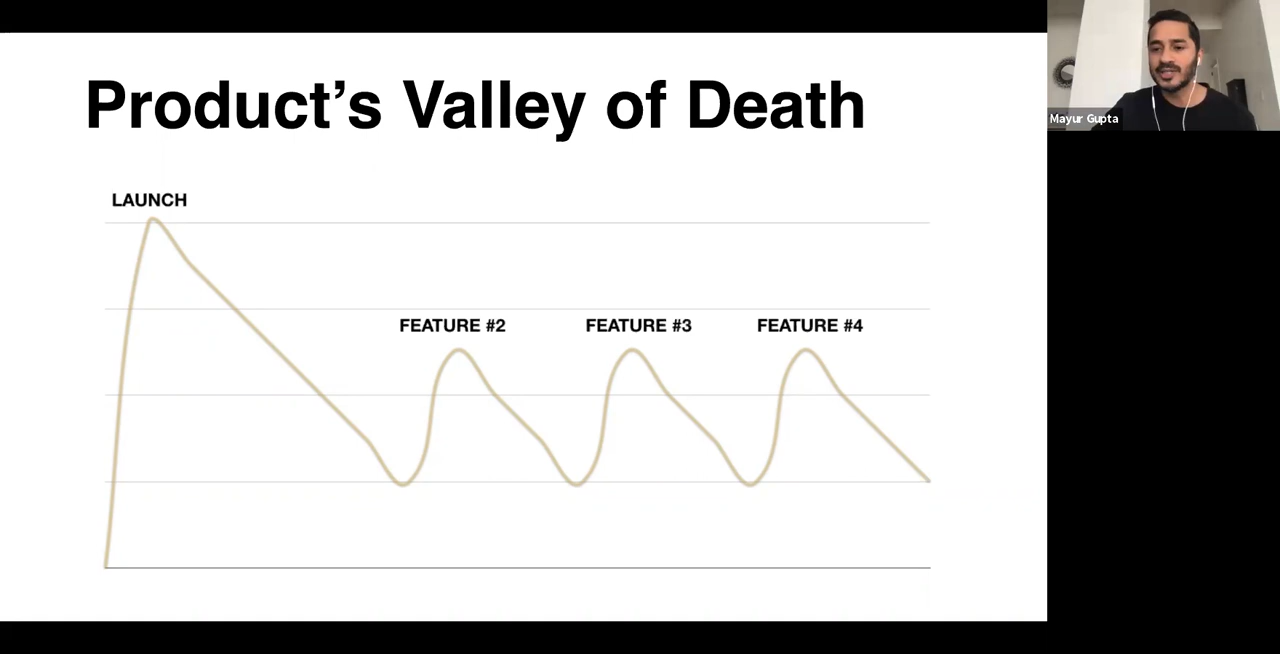 Product’s Valley of Death
LAUNCH
FEATURE #2
FEATURE #3
FEATURE #4
Mayur Gupta